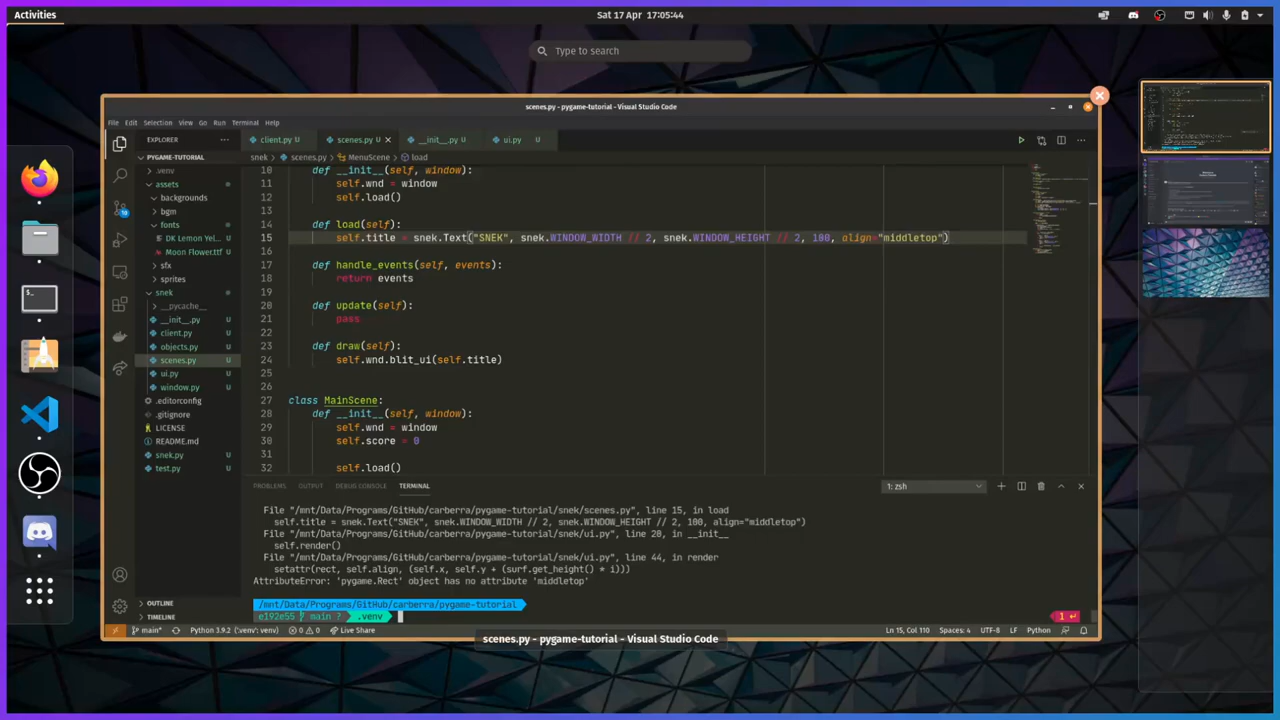 Activities
Sat 17 Apr 17:05:44
Type to search
scenes.py - pygame-tutorial - Visual Studio Code
File Edit Selection View Go Run Terminal Help
EXPLORER
client.py U
scenes.py U
__init__.py U
ui.py U
PYGAME-TUTORIAL
snek > scenes.py > MenuScene > load
.venv
assets
backgrounds
bgm
fonts
DK Lemon Yel... U
Moon Flower.ttf U
sfx
sprites
snek
__pycache__
__init__.py U
client.py U
objects.py U
scenes.py U
ui.py U
window.py U
.editorconfig
.gitignore
LICENSE
README.md
snek.py U
test.py U
OUTLINE
TIMELINE
10 def __init__(self, window):
11 self.wnd = window
12 self.load()
13
14 def load(self):
15 self.title = snek.Text("SNEK", snek.WINDOW_WIDTH // 2, snek.WINDOW_HEIGHT // 2, 100, align="middletop")
16
17 def handle_events(self, events):
18 return events
19
20 def update(self):
21 pass
22
23 def draw(self):
24 self.wnd.blit_ui(self.title)
25
26
27 class MainScene:
28 def __init__(self, window):
29 self.wnd = window
30 self.score = 0
31
32 self.load()
PROBLEMS OUTPUT DEBUG CONSOLE TERMINAL
1: zsh
File "/mnt/Data/Programs/GitHub/carberra/pygame-tutorial/snek/scenes.py", line 15, in load
self.title = snek.Text("SNEK", snek.WINDOW_WIDTH // 2, snek.WINDOW_HEIGHT // 2, 100, align="middletop")
File "/mnt/Data/Programs/GitHub/carberra/pygame-tutorial/snek/ui.py", line 20, in __init__
self.render()
File "/mnt/Data/Programs/GitHub/carberra/pygame-tutorial/snek/ui.py", line 44, in render
setattr(rect, self.align, (self.x, self.y + (surf.get_height() * i)))
AttributeError: 'pygame.Rect' object has no attribute 'middletop'
/mnt/Data/Programs/GitHub/carberra/pygame-tutorial
e192e55 main ? .venv
1
main* Python 3.9.2 ('.venv': venv) 0 0 Live Share
Ln 15, Col 110 Spaces: 4 UTF-8 LF Python
scenes.py - pygame-tutorial - Visual Studio Code